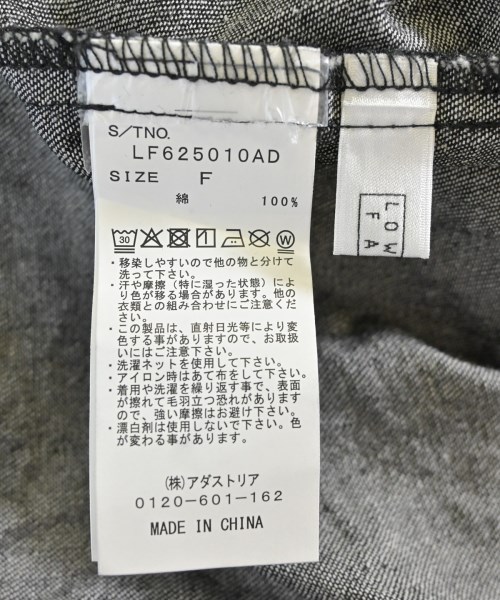 S/TNO.
LF625010AD
SIZE F
綿 100%
30
W
・移染しやすいので他の物と分けて
洗って下さい。
・汗や摩擦（特に湿った状態）によ
り色が移る場合があります。他の
衣類との組み合わせにご注意くださ
い。
・この製品は、直射日光等により変
色する事がありますので、お取扱
いにはご注意下さい。
・洗濯ネットを使用して下さい。
・アイロン時はあて布をして下さい。
・着用や洗濯を繰り返す事で、表面
が擦れて毛羽立つ恐れがあります
ので、強い摩擦はお避け下さい。
・漂白剤は使用しないで下さい。色
が変わる事があります。
（株）アダストリア
0120-601-162
MADE IN CHINA
LOW
FA